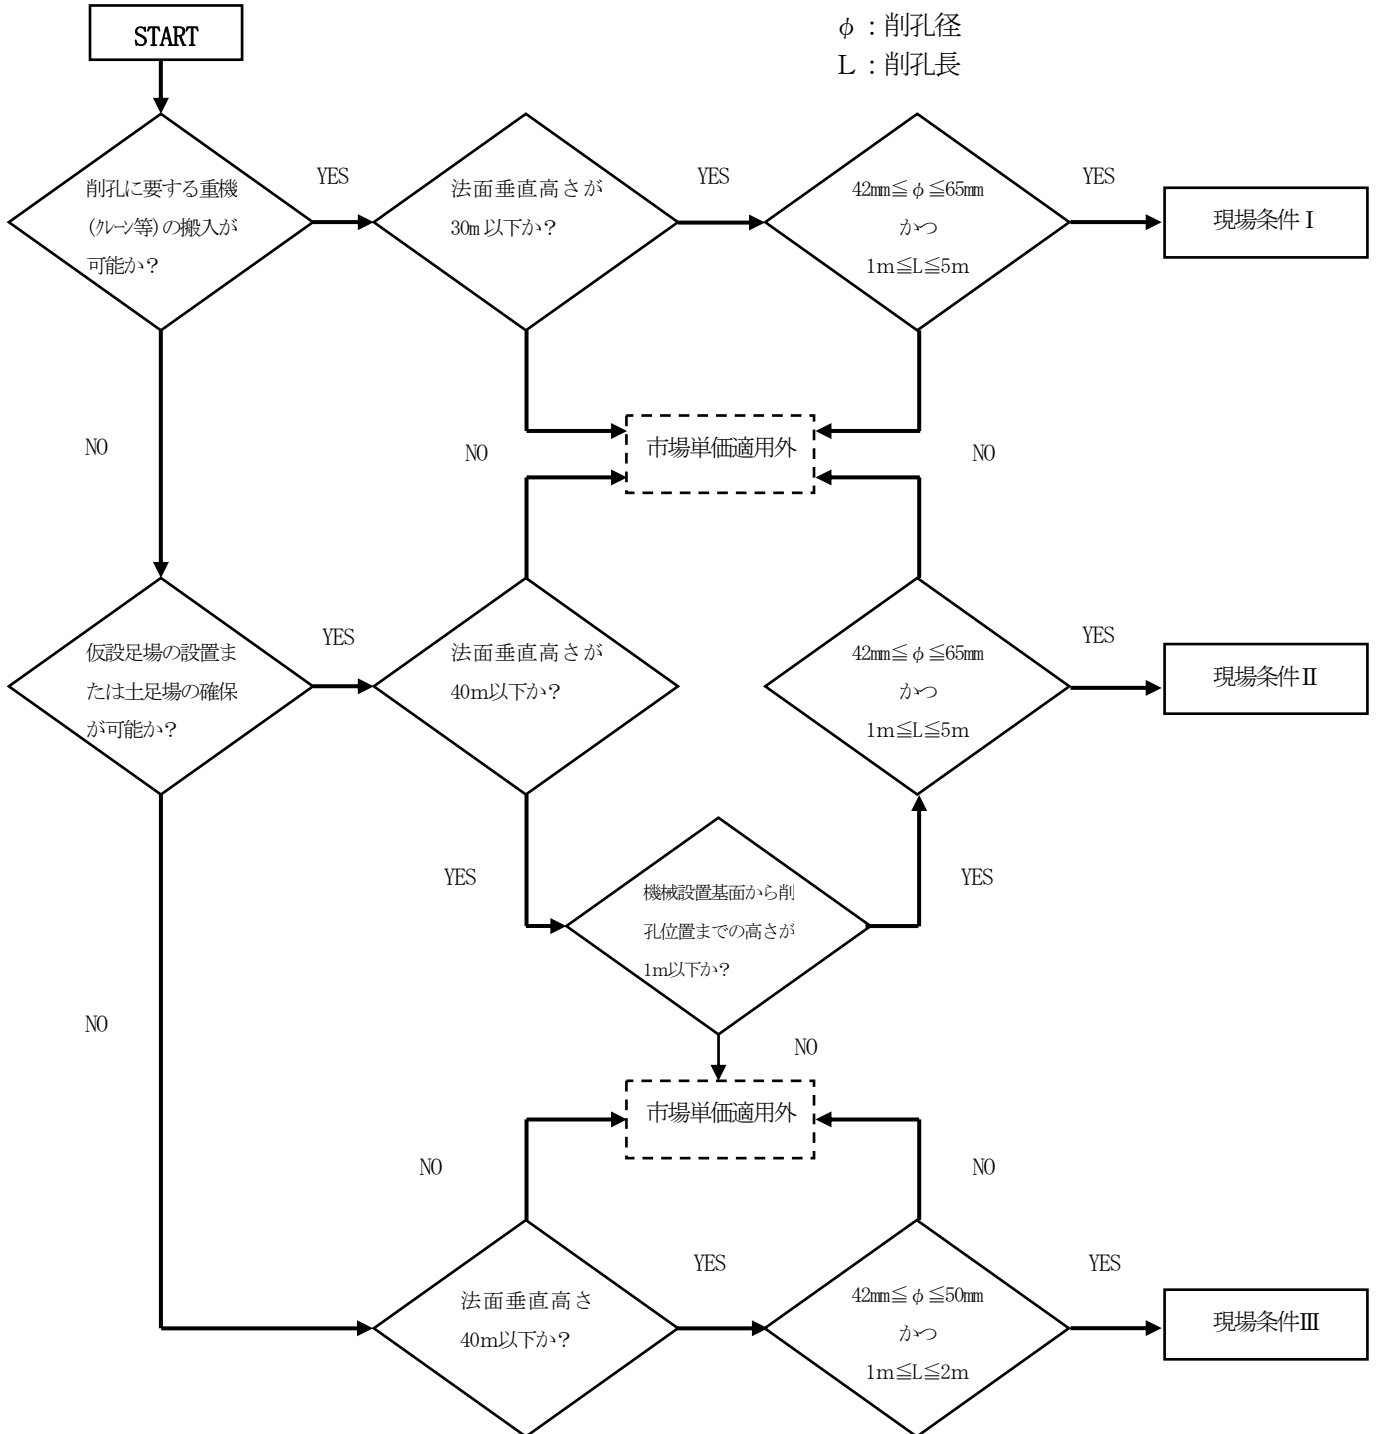 START
φ：削孔径
Ｌ：削孔長
削孔に要する重機
(ｸﾚｰﾝ等)の搬入が
可能か？
YES
法面垂直高さが
30m以下か？
YES
42mm≦φ≦65mm
かつ
1m≦L≦5m
YES
現場条件Ⅰ
NO
NO
市場単価適用外
NO
仮設足場の設置ま
たは土足場の確保
が可能か？
YES
法面垂直高さが
40m以下か？
42mm≦φ≦65mm
かつ
1m≦L≦5m
YES
現場条件Ⅱ
YES
機械設置基面から削
孔位置までの高さが
1m以下か？
YES
NO
NO
市場単価適用外
NO
NO
法面垂直高さ
40m以下か？
YES
42mm≦φ≦50mm
かつ
1m≦L≦2m
YES
現場条件Ⅲ